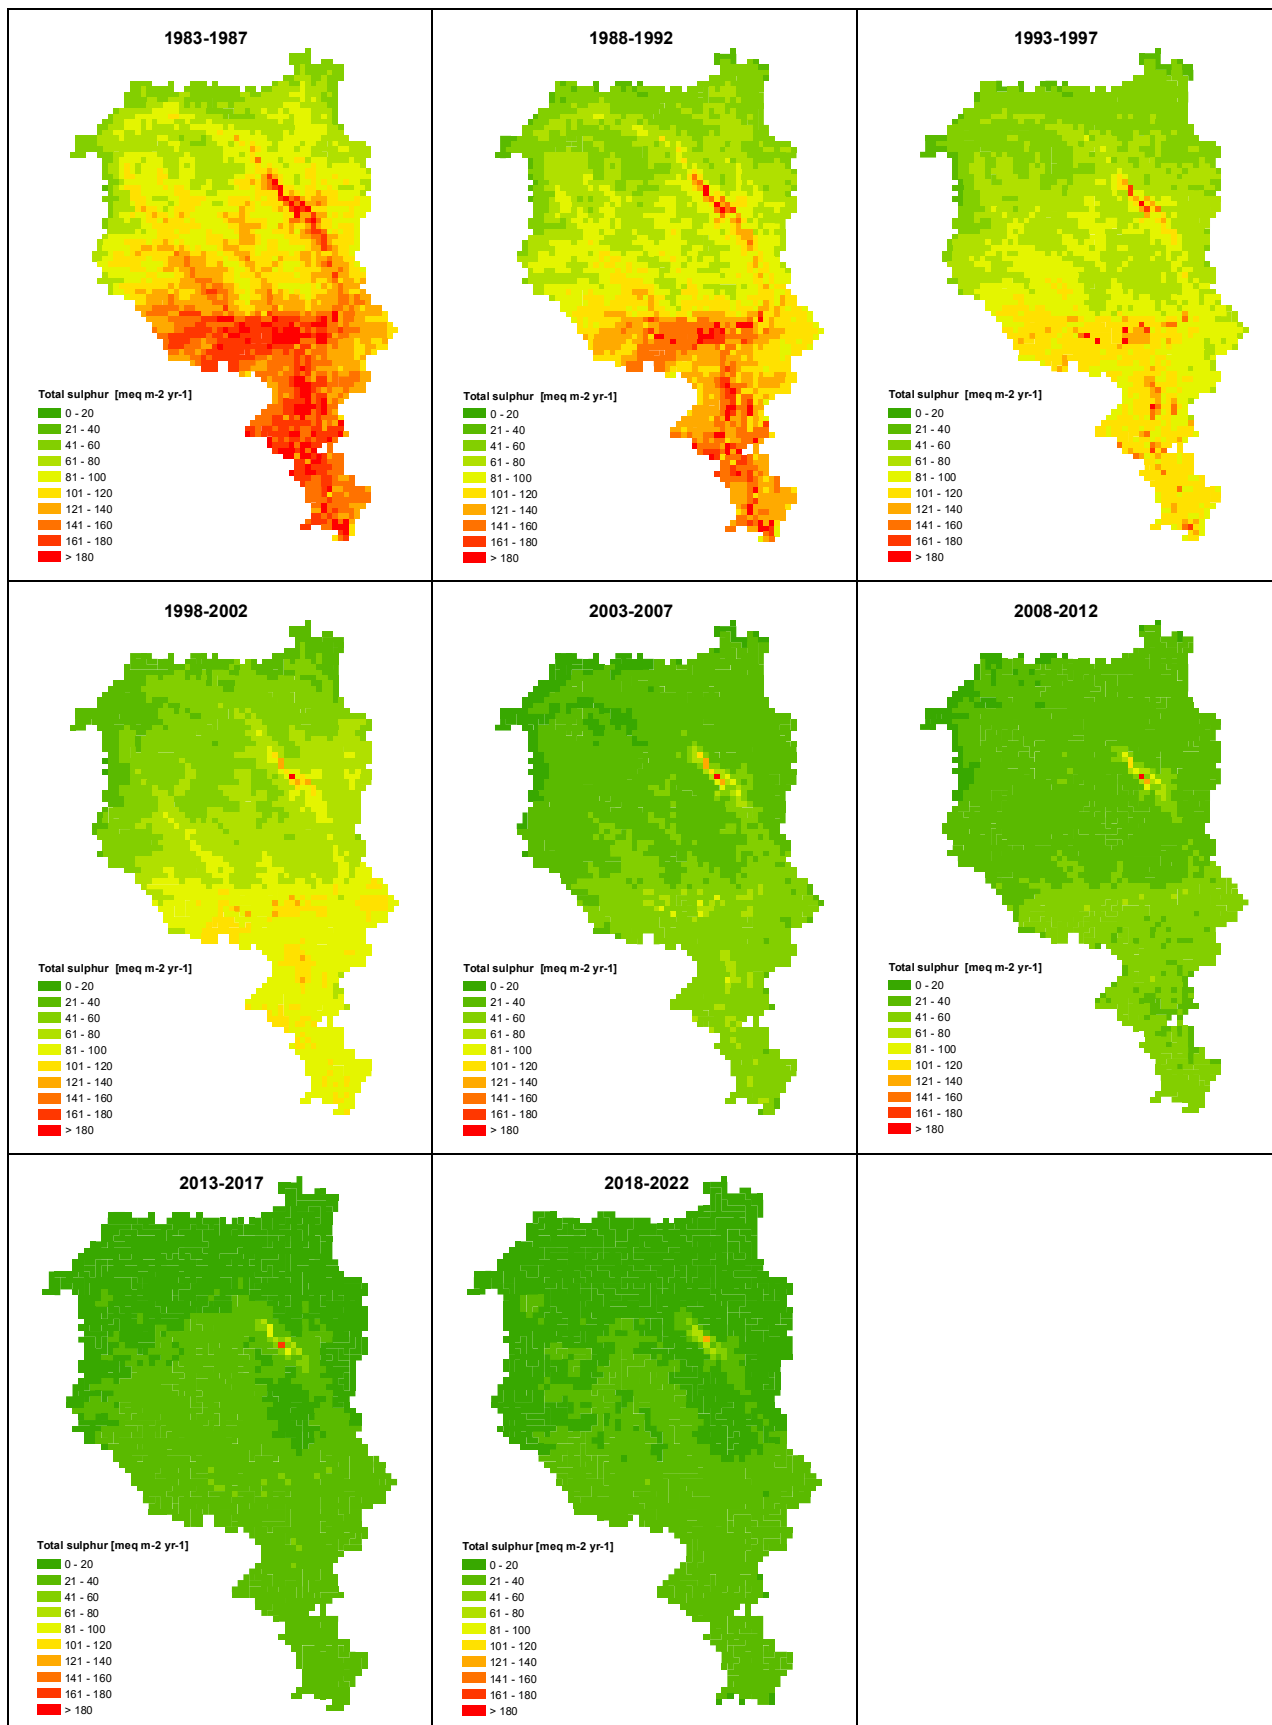 1983-1987
Total sulphur [meq m-2 yr-1]
0 - 20
21 - 40
41 - 60
61 - 80
81 - 100
101 - 120
121 - 140
141 - 160
161 - 180
> 180
1988-1992
Total sulphur [meq m-2 yr-1]
0 - 20
21 - 40
41 - 60
61 - 80
81 - 100
101 - 120
121 - 140
141 - 160
161 - 180
> 180
1993-1997
Total sulphur [meq m-2 yr-1]
0 - 20
21 - 40
41 - 60
61 - 80
81 - 100
101 - 120
121 - 140
141 - 160
161 - 180
> 180
1998-2002
Total sulphur [meq m-2 yr-1]
0 - 20
21 - 40
41 - 60
61 - 80
81 - 100
101 - 120
121 - 140
141 - 160
161 - 180
> 180
2003-2007
Total sulphur [meq m-2 yr-1]
0 - 20
21 - 40
41 - 60
61 - 80
81 - 100
101 - 120
121 - 140
141 - 160
161 - 180
> 180
2008-2012
Total sulphur [meq m-2 yr-1]
0 - 20
21 - 40
41 - 60
61 - 80
81 - 100
101 - 120
121 - 140
141 - 160
161 - 180
> 180
2013-2017
Total sulphur [meq m-2 yr-1]
0 - 20
21 - 40
41 - 60
61 - 80
81 - 100
101 - 120
121 - 140
141 - 160
161 - 180
> 180
2018-2022
Total sulphur [meq m-2 yr-1]
0 - 20
21 - 40
41 - 60
61 - 80
81 - 100
101 - 120
121 - 140
141 - 160
161 - 180
> 180